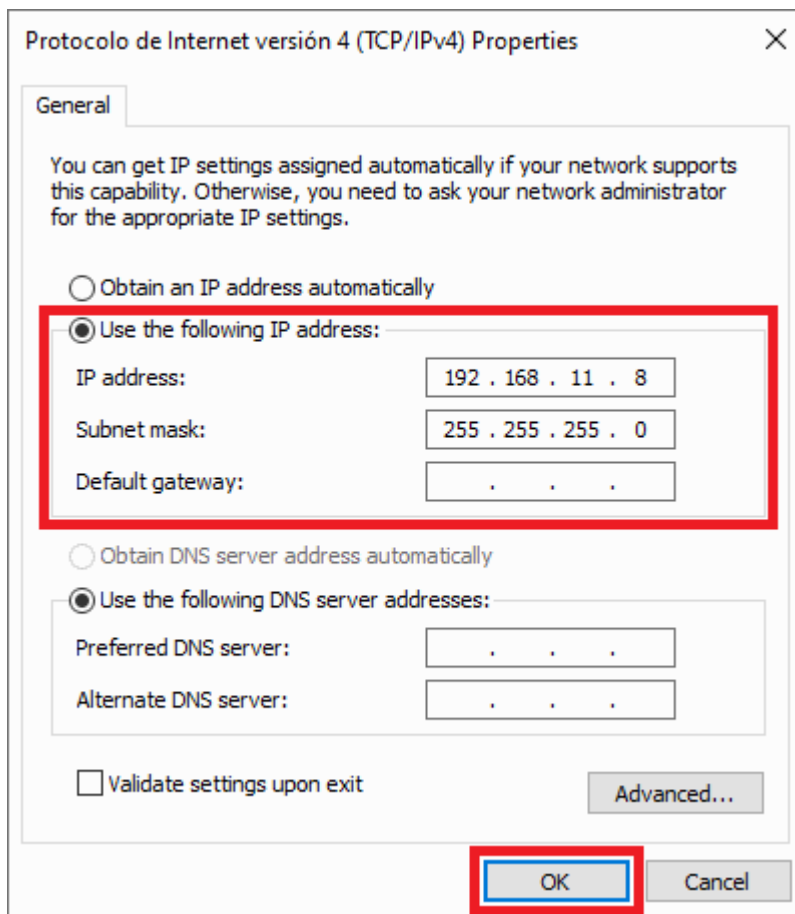 Protocolo de Internet versión 4 (TCP/IPv4) Properties
General
You can get IP settings assigned automatically if your network supports
this capability. Otherwise, you need to ask your network administrator
for the appropriate IP settings.
Obtain an IP address automatically
Use the following IP address:
IP address: 192 . 168 . 11 . 8
Subnet mask: 255 . 255 . 255 . 0
Default gateway: . . .
Obtain DNS server address automatically
Use the following DNS server addresses:
Preferred DNS server: . . .
Alternate DNS server: . . .
Validate settings upon exit
Advanced...
OK Cancel